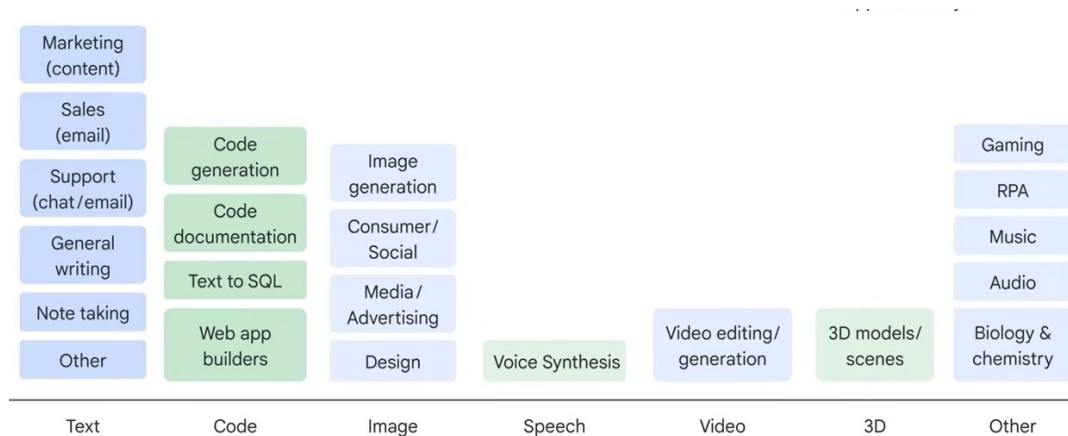 Marketing
(content)
Sales
(email)
Support
(chat/email)
General
writing
Note taking
Other
Code
generation
Code
documentation
Text to SQL
Web app
builders
Image
generation
Consumer/
Social
Media/
Advertising
Design
Voice Synthesis
Video editing/
generation
3D models/
scenes
Gaming
RPA
Music
Audio
Biology &
chemistry
Text
Code
Image
Speech
Video
3D
Other